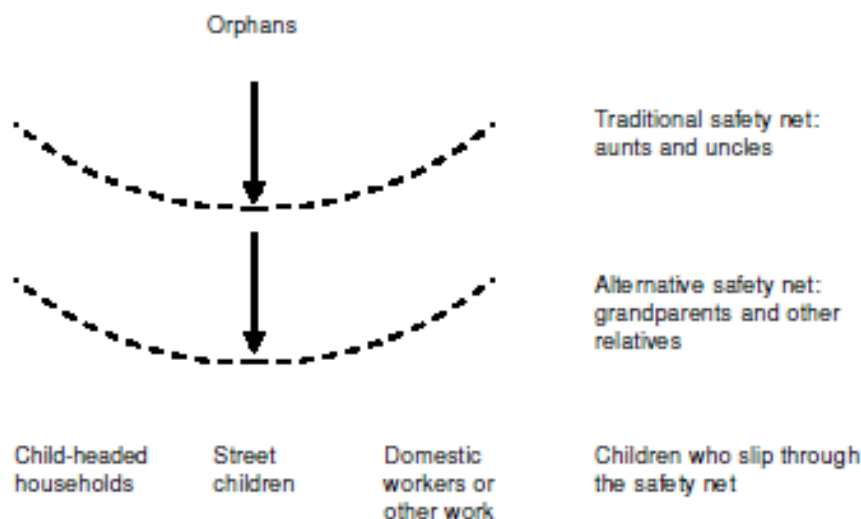 Orphans
Traditional safety net:
aunts and uncles
Alternative safety net:
grandparents and other
relatives
Child-headed
households
Street
children
Domestic
workers or
other work
Children who slip through
the safety net